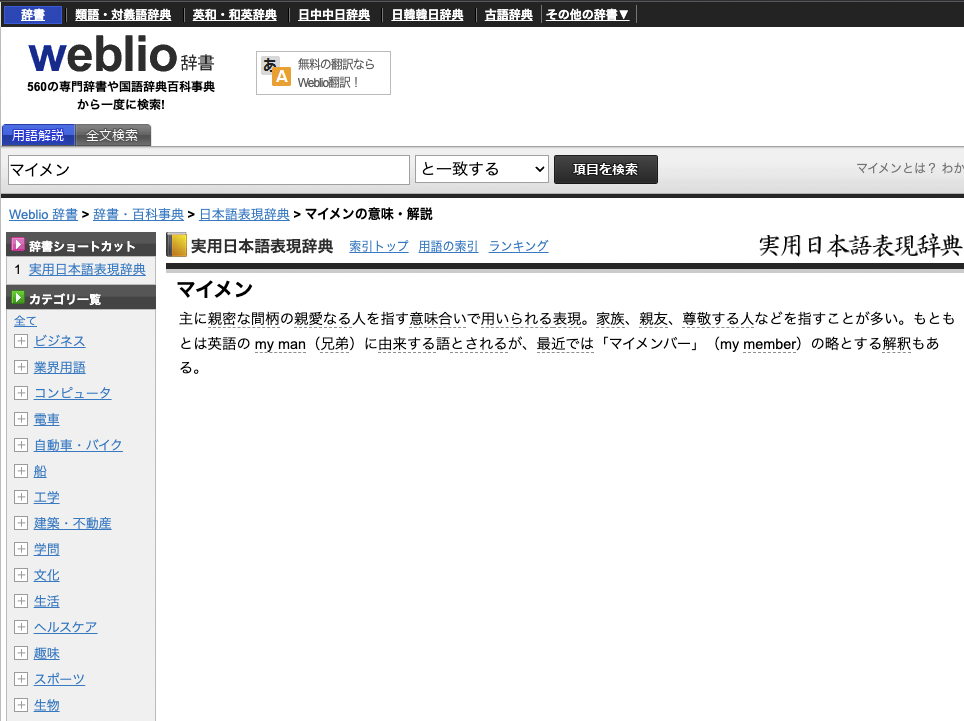 辞書 類語・対義語辞典 英和・和英辞典 日中中日辞典 日韓韓日辞典 古語辞典 その他の辞書▼
weblio 辞書
560の専門辞書や国語辞典百科事典
から一度に検索!
あA 無料の翻訳なら
Weblio翻訳！
用語解説 全文検索
マイメン と一致する 項目を検索 マイメンとは？ わか
Weblio 辞書 > 辞書・百科事典 > 日本語表現辞典 > マイメンの意味・解説
辞書ショートカット
1 実用日本語表現辞典
カテゴリ一覧
全て
ビジネス
業界用語
コンピュータ
電車
自動車・バイク
船
工学
建築・不動産
学問
文化
生活
ヘルスケア
趣味
スポーツ
生物
実用日本語表現辞典 索引トップ 用語の索引 ランキング 実用日本語表現辞典
マイメン
主に親密な間柄の親愛なる人を指す意味合いで用いられる表現。家族、親友、尊敬する人などを指すことが多い。もとも
とは英語の my man（兄弟）に由来する語とされるが、最近では「マイメンバー」（my member）の略とする解釈もあ
る。